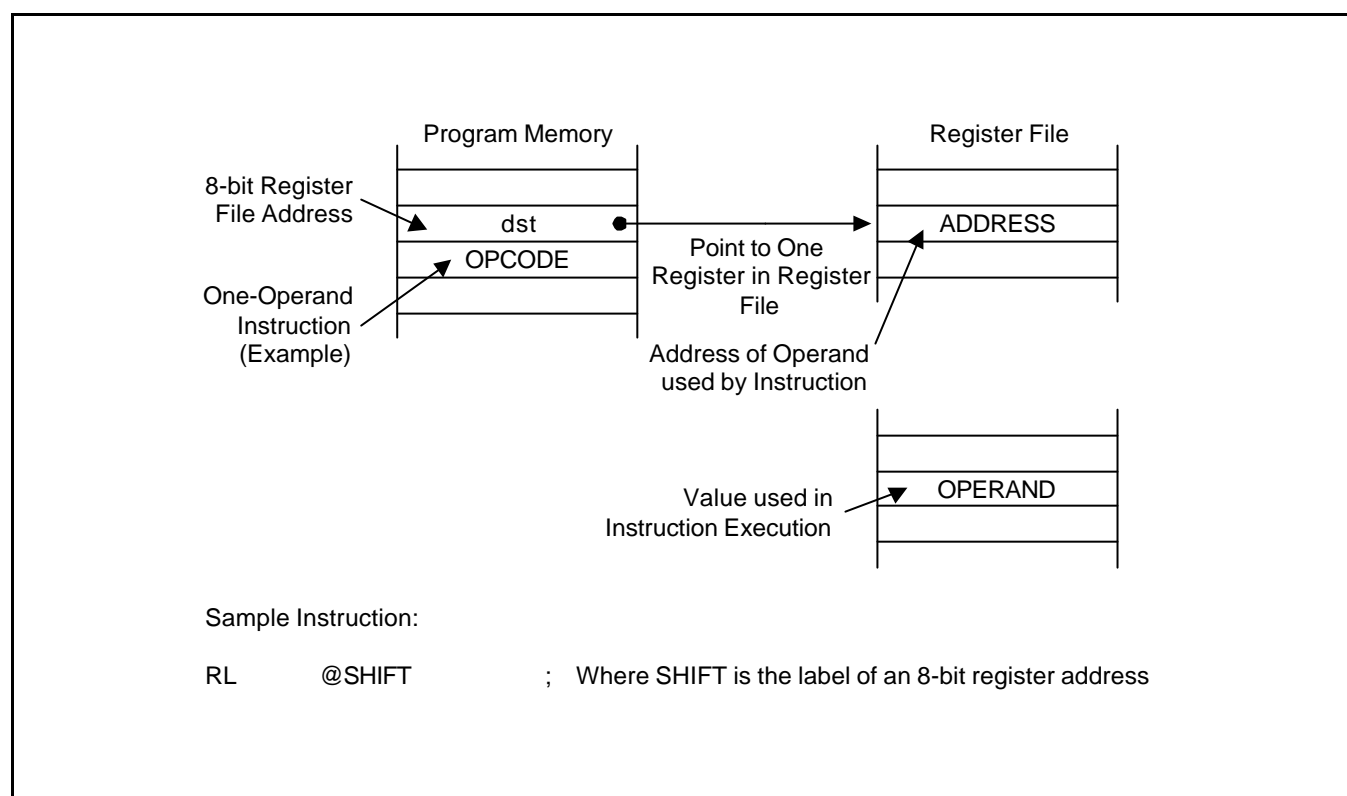 Program Memory
Register File
8-bit Register
File Address
dst
ADDRESS
OPCODE
Point to One
Register in Register
File
One-Operand
Instruction
(Example)
Address of Operand
used by Instruction
OPERAND
Value used in
Instruction Execution
Sample Instruction:
RL @SHIFT ; Where SHIFT is the label of an 8-bit register address